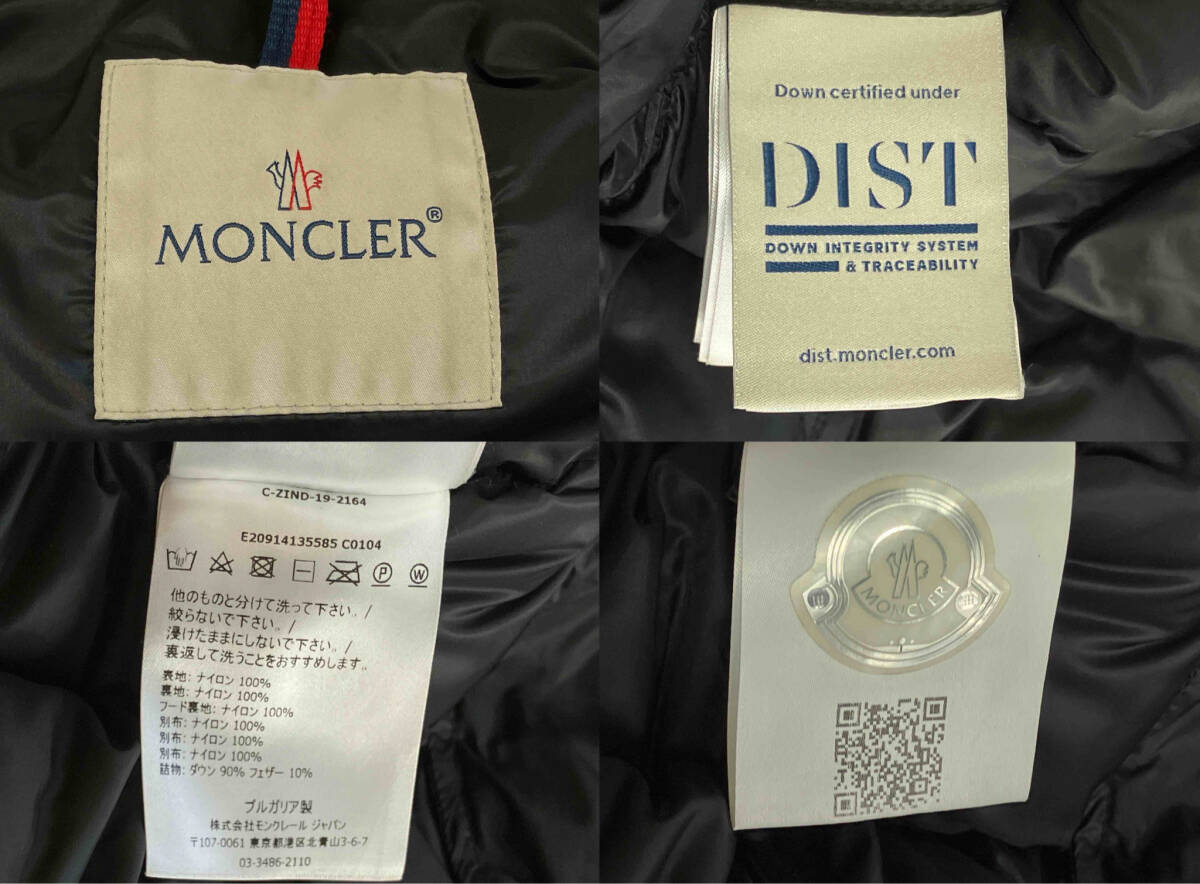 MONCLER®
Down certified under
DIST
DOWN INTEGRITY SYSTEM
& TRACEABILITY
dist.moncler.com
C-ZIND-19-2164
E20914135585 C0104
P
W
他のものと分けて洗って下さい。/
絞らないで下さい。/
浸けたままにしないで下さい。/
裏返して洗うことをおすすめします。
表地: ナイロン 100%
裏地: ナイロン 100%
フード裏地: ナイロン 100%
別布: ナイロン 100%
別布: ナイロン 100%
別布: ナイロン 100%
詰物: ダウン 90% フェザー 10%
ブルガリア製
株式会社モンクレール ジャパン
〒107-0061 東京都港区北青山3-6-7
03-3486-2110
MONCLER